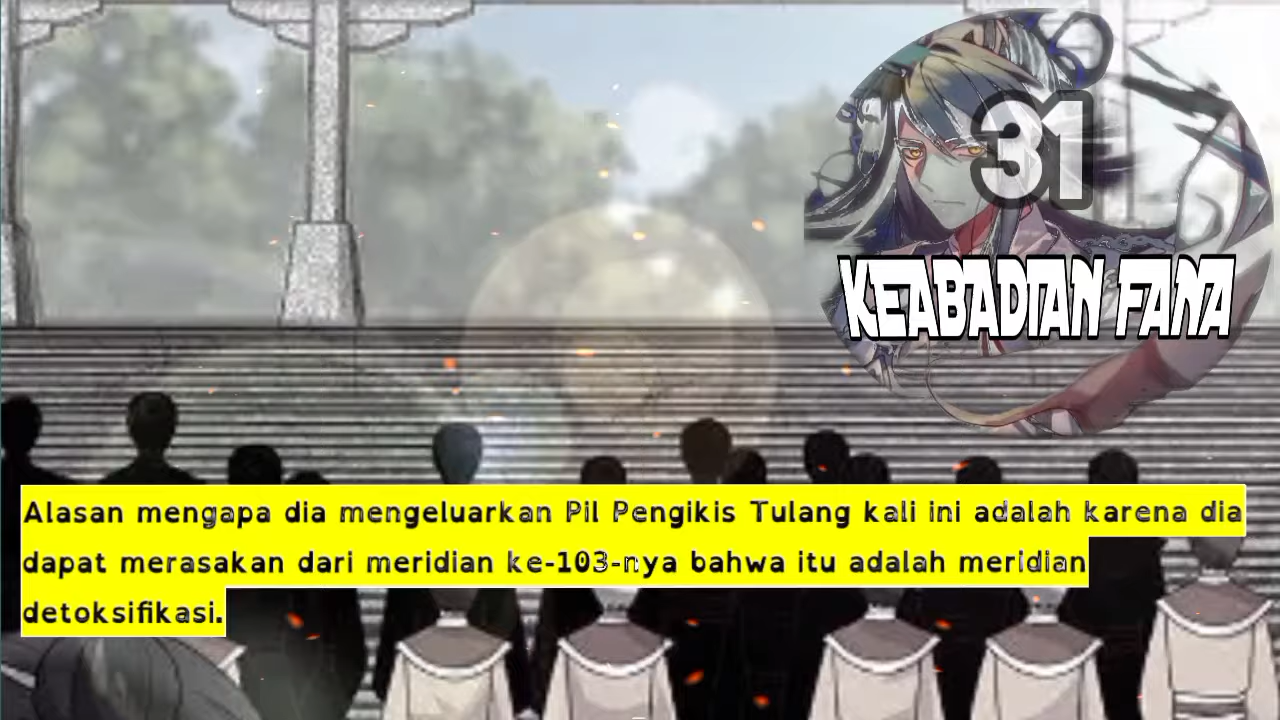 31
KEABADIAN FANA
Alasan mengapa dia mengeluarkan Pil Pengikis Tulang kali ini adalah karena dia
dapat merasakan dari meridian ke-103-nya bahwa itu adalah meridian
detoksifikasi.